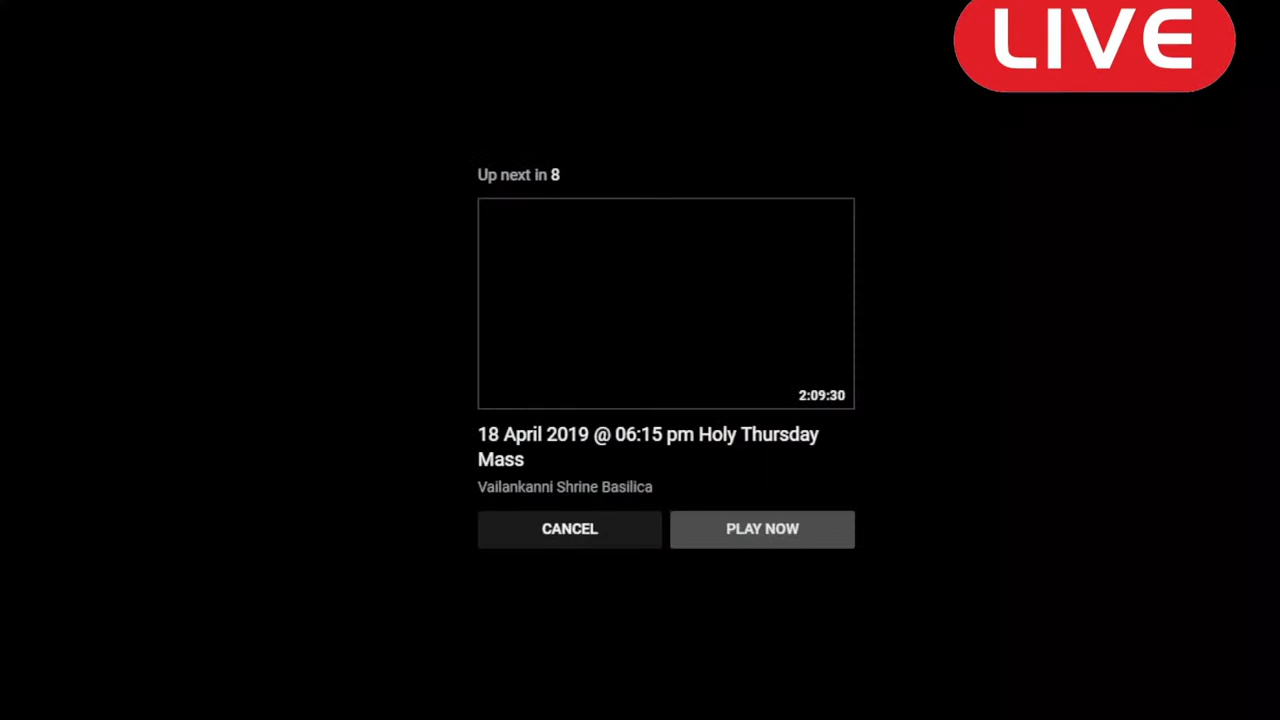 LIVE
Up next in 8
2:09:30
18 April 2019 @ 06:15 pm Holy Thursday
Mass
Vailankanni Shrine Basilica
CANCEL
PLAY NOW